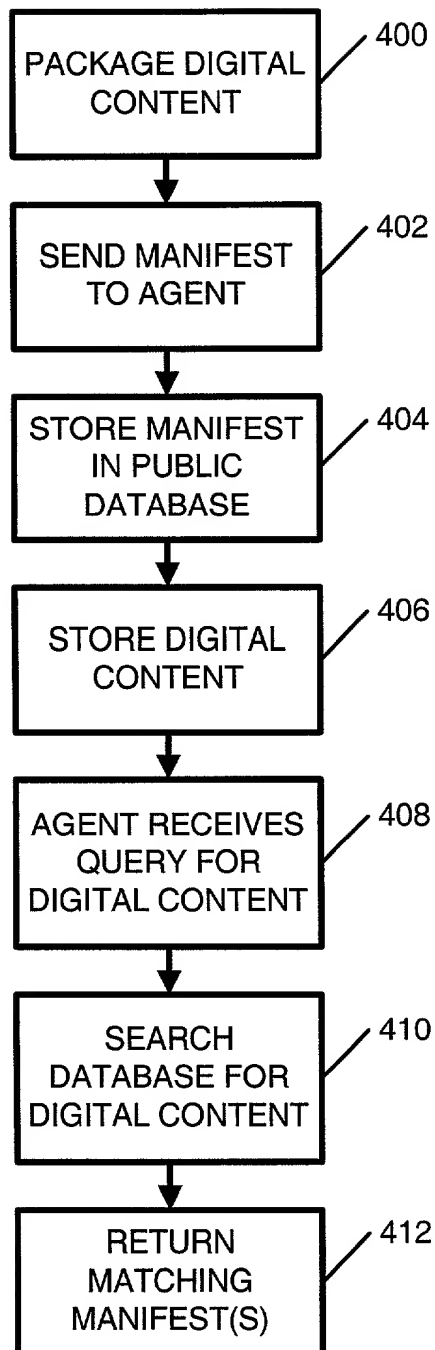 400
PACKAGE DIGITAL
CONTENT
402
SEND MANIFEST
TO AGENT
404
STORE MANIFEST
IN PUBLIC
DATABASE
406
STORE DIGITAL
CONTENT
408
AGENT RECEIVES
QUERY FOR
DIGITAL CONTENT
410
SEARCH
DATABASE FOR
DIGITAL CONTENT
412
RETURN
MATCHING
MANIFEST(S)